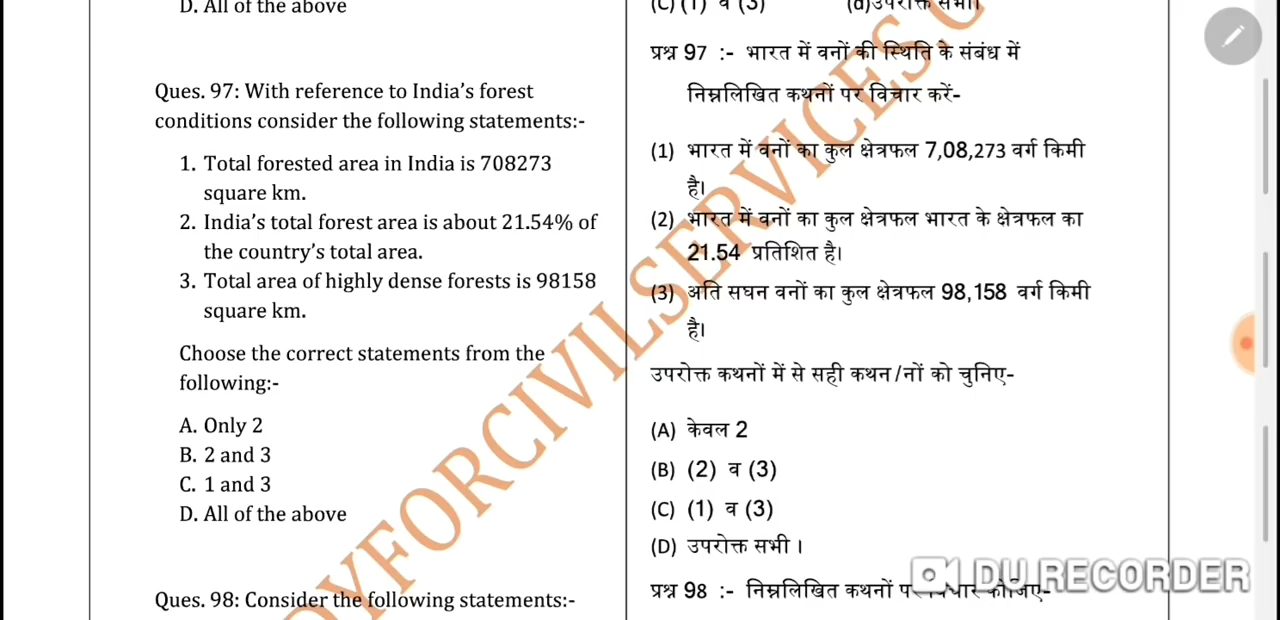 D. All of the above
Ques. 97: With reference to India's forest
conditions consider the following statements:-
1. Total forested area in India is 708273
square km.
2. India's total forest area is about 21.54% of
the country's total area.
3. Total area of highly dense forests is 98158
square km.
Choose the correct statements from the
following:-
A. Only 2
B. 2 and 3
C. 1 and 3
D. All of the above
Ques. 98: Consider the following statements:-
(C) (1) व (3) (d) उपरोक्त सभी।
प्रश्न 97 :- भारत में वनों की स्थिति के संबंध में
निम्नलिखित कथनों पर विचार करें-
(1) भारत में वनों का कुल क्षेत्रफल 7,08,273 वर्ग किमी
है।
(2) भारत में वनों का कुल क्षेत्रफल भारत के क्षेत्रफल का
21.54 प्रतिशित है।
(3) अति सघन वनों का कुल क्षेत्रफल 98,158 वर्ग किमी
है।
उपरोक्त कथनों में से सही कथन/नों को चुनिए-
(A) केवल 2
(B) (2) व (3)
(C) (1) व (3)
(D) उपरोक्त सभी ।
प्रश्न 98 :- निम्नलिखित कथनों
DYFORCIVILSERVICES.C
DU RECORDER